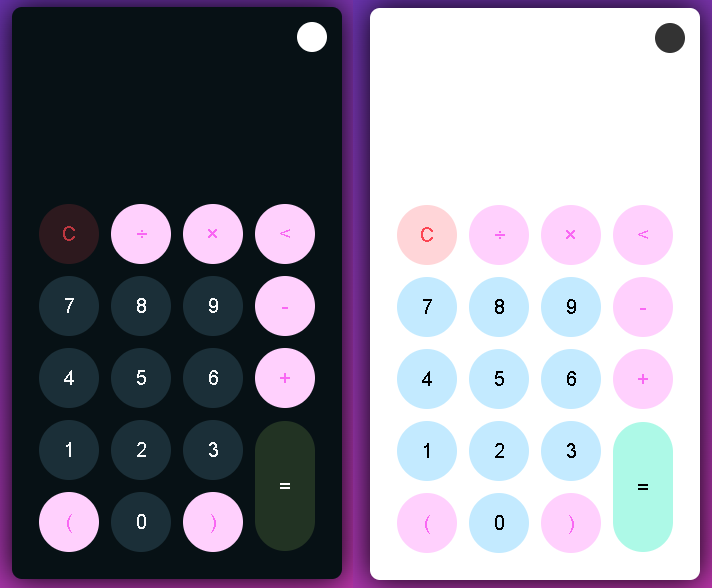 C ÷ × <
7 8 9 -
4 5 6 +
1 2 3
=
( 0 )
C ÷ × <
7 8 9 -
4 5 6 +
1 2 3
=
( 0 )